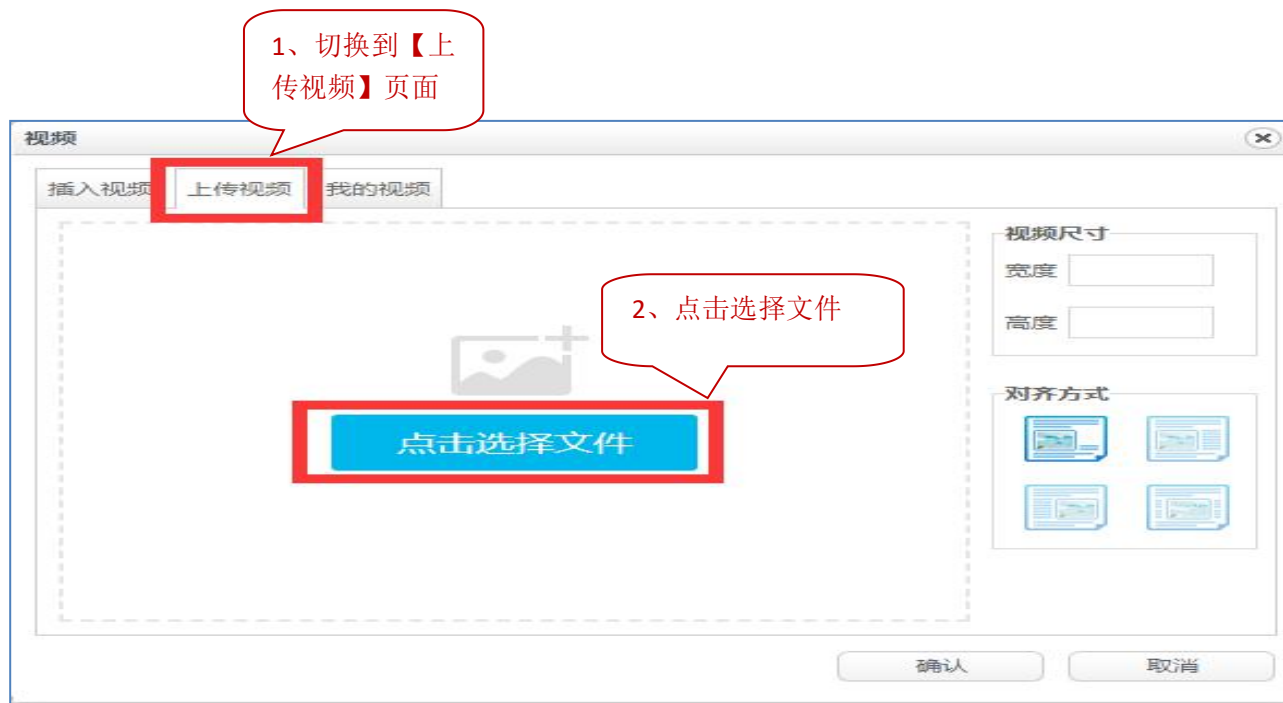 1、切换到【上
传视频】页面
视频
插入视频
上传视频
我的视频
视频尺寸
宽度
2、点击选择文件
高度
对齐方式
点击选择文件
确认
取消